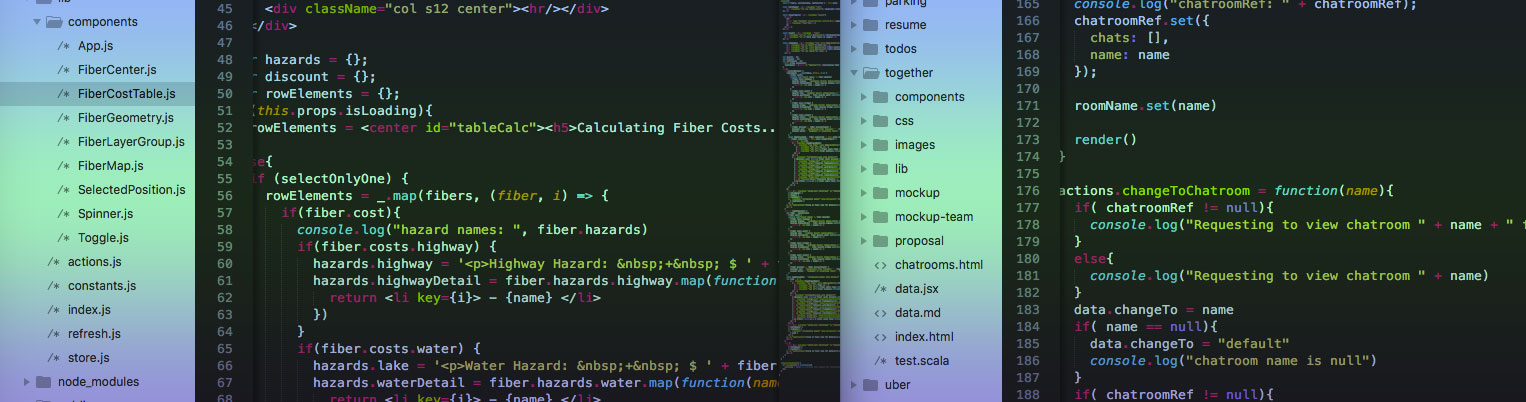 lib
components
App.js
FiberCenter.js
FiberCostTable.js
FiberGeometry.js
FiberLayerGroup.js
FiberMap.js
SelectedPosition.js
Spinner.js
Toggle.js
actions.js
constants.js
index.js
refresh.js
store.js
node_modules
45 <div className="col s12 center"><hr/></div>
46 </div>
47
48 hazards = {};
49 discount = {};
50 rowElements = {};
51 (this.props.isLoading){
52 rowElements = <center id="tableCalc"><h5>Calculating Fiber Costs..
53
54 se{
55 if (selectOnlyOne) {
56 rowElements = _.map(fibers, (fiber, i) => {
57 if(fiber.cost){
58 console.log("hazard names: ", fiber.hazards)
59 if(fiber.costs.highway) {
60 hazards.highway = '<p>Highway Hazard: &nbsp;+&nbsp; $ ' +
61 hazards.highwayDetail = fiber.hazards.highway.map(function
62 return <li key={i}> - {name} </li>
63 })
64 }
65 if(fiber.costs.water) {
66 hazards.lake = '<p>Water Hazard: &nbsp;+&nbsp; $ ' + fiber
67 hazards.waterDetail = fiber.hazards.water.map(function(nam
68 return <li key={i}> - {name} </li>
parking
resume
todos
together
components
css
images
lib
mockup
mockup-team
proposal
<> chatrooms.html
data.jsx
data.md
<> index.html
/* test.scala
uber
165 console.log("chatroomRef: " + chatroomRef);
166 chatroomRef.set({
167 chats: [],
168 name: name
169 });
170
171 roomName.set(name)
172
173 render()
174 }
175
176 actions.changeToChatroom = function(name){
177 if( chatroomRef != null){
178 console.log("Requesting to view chatroom " + name + " f
179 }
180 else{
181 console.log("Requesting to view chatroom " + name)
182 }
183 data.changeTo = name
184 if( name == null){
185 data.changeTo = "default"
186 console.log("chatroom name is null")
187 }
188 if( chatroomRef != null){